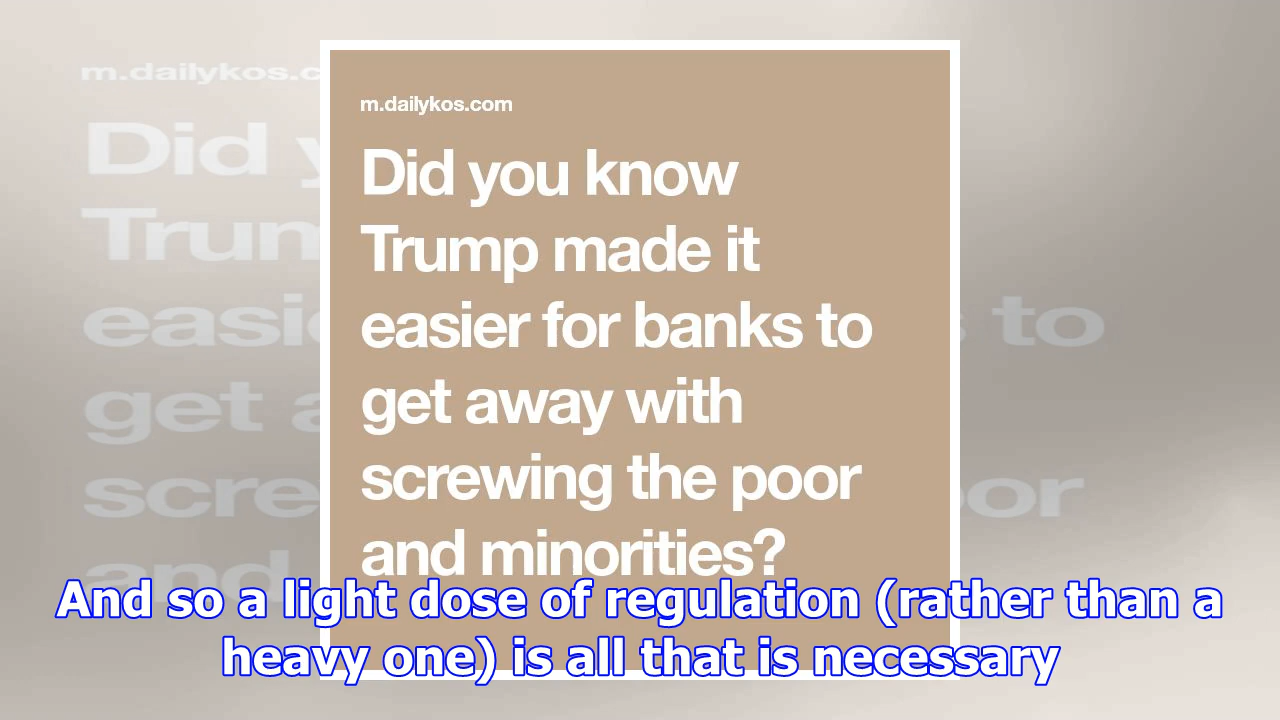 m.dailykos.com
Did you know
Trump made it
easier for banks to
get away with
screwing the poor
and minorities?
And so a light dose of regulation (rather than a
heavy one) is all that is necessary